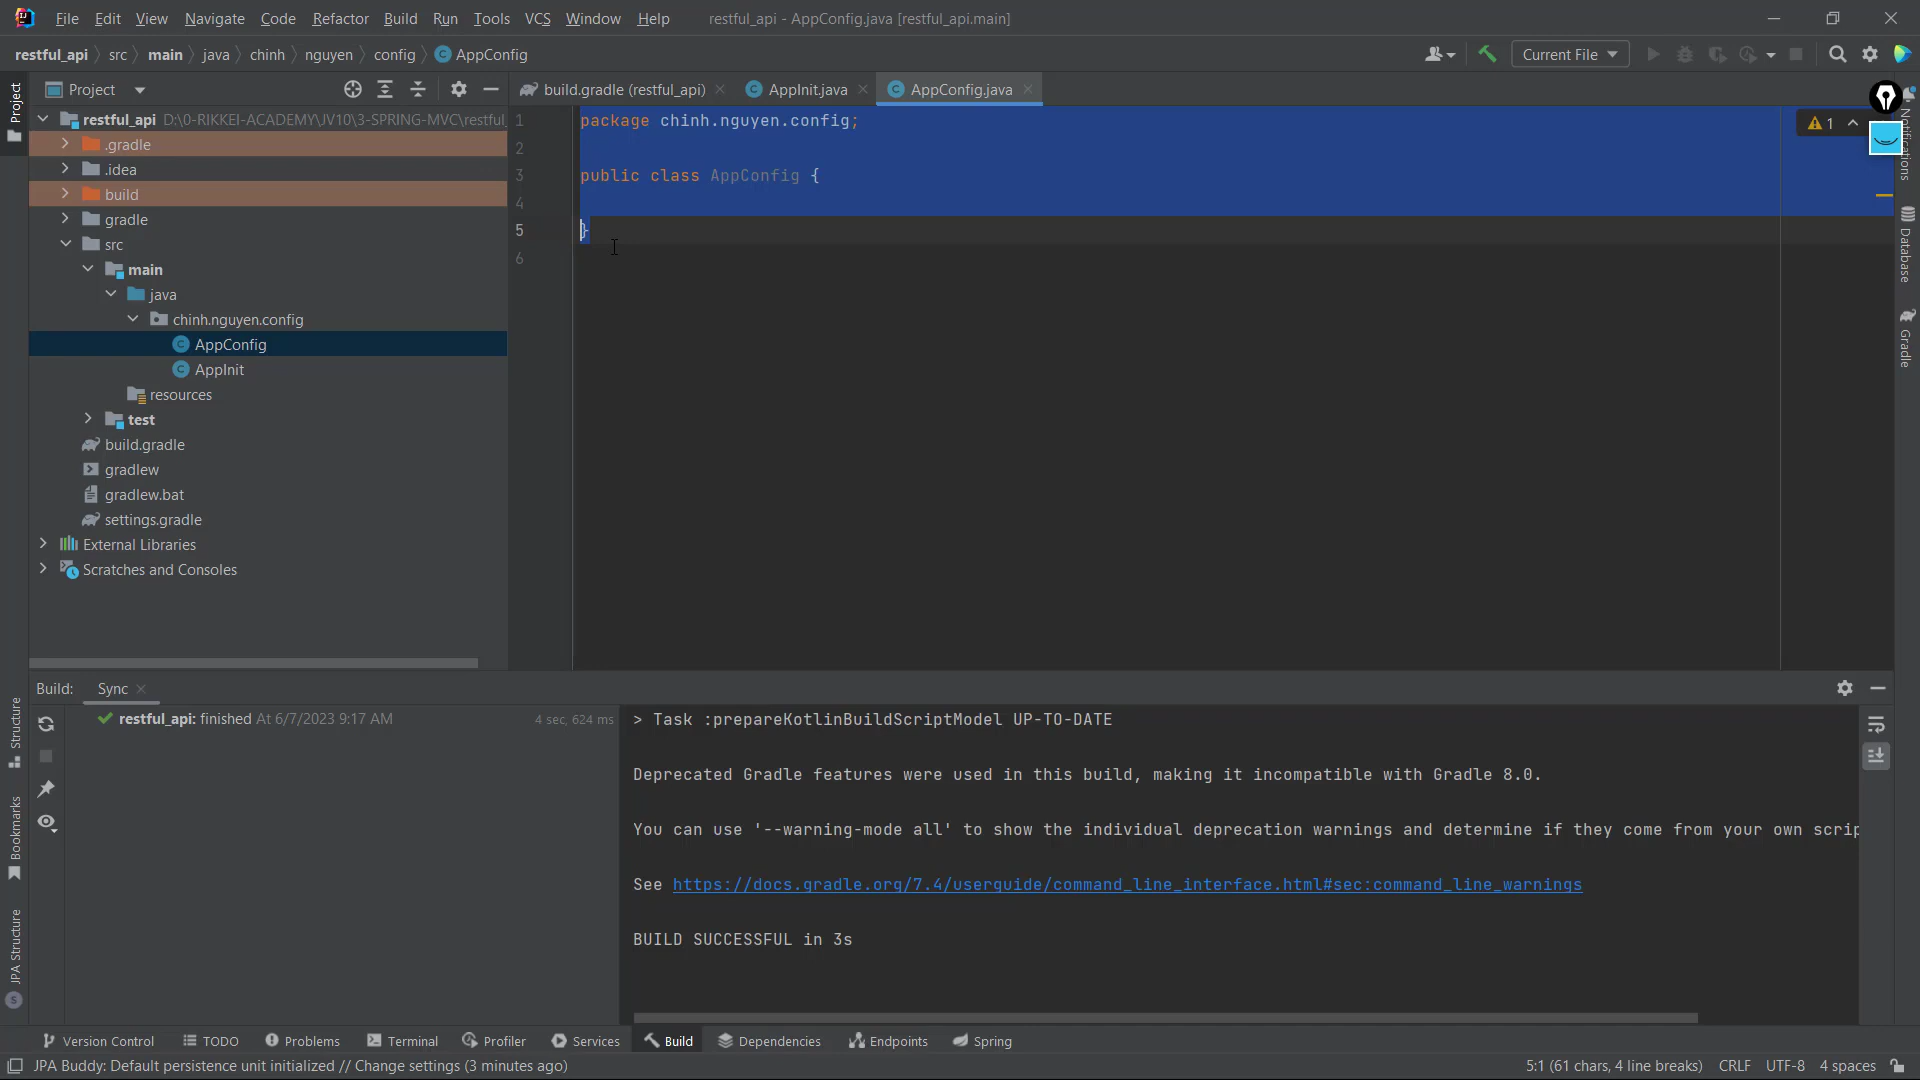 File Edit View Navigate Code Refactor Build Run Tools VCS Window Help restful_api - AppConfig.java [restful_api.main]
restful_api src main java chinh nguyen config AppConfig Current File
Project build.gradle (restful_api) AppInit.java AppConfig.java
Project
restful_api D:\0-RIKKEI-ACADEMY\JV10\3-SPRING-MVC\restful_
.gradle
.idea
build
gradle
src
main
java
chinh.nguyen.config
AppConfig
AppInit
resources
test
build.gradle
gradlew
gradlew.bat
settings.gradle
External Libraries
Scratches and Consoles
1 package chinh.nguyen.config;
2
3 public class AppConfig {
4
5 }
6
1
Notifications
Database
Gradle
Structure
Bookmarks
JPA Structure
Build: Sync
restful_api: finished At 6/7/2023 9:17 AM 4 sec, 624 ms
> Task :prepareKotlinBuildScriptModel UP-TO-DATE
Deprecated Gradle features were used in this build, making it incompatible with Gradle 8.0.
You can use '--warning-mode all' to show the individual deprecation warnings and determine if they come from your own scrip
See https://docs.gradle.org/7.4/userguide/command_line_interface.html#sec:command_line_warnings
BUILD SUCCESSFUL in 3s
Version Control TODO Problems Terminal Profiler Services Build Dependencies Endpoints Spring
JPA Buddy: Default persistence unit initialized // Change settings (3 minutes ago) 5:1 (61 chars, 4 line breaks) CRLF UTF-8 4 spaces